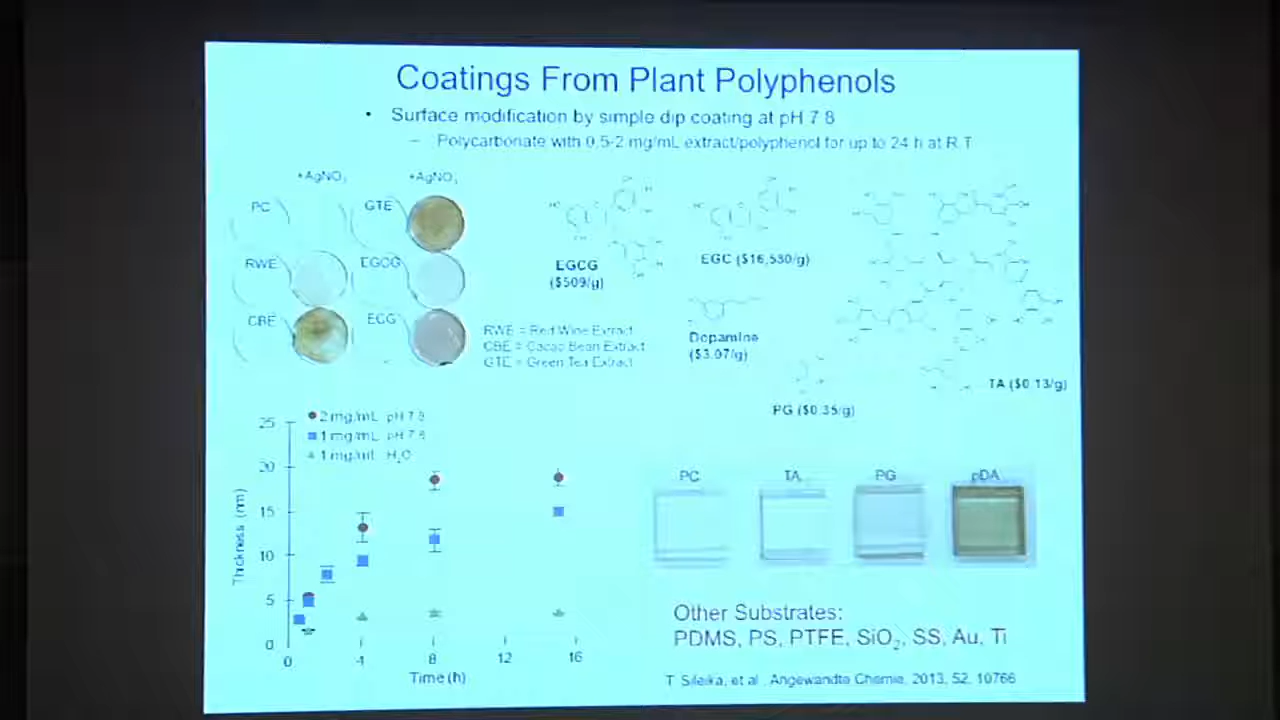 Coatings From Plant Polyphenols
• Surface modification by simple dip coating at pH 7.8
– Polycarbonate with 0.5-2 mg/mL extract/polyphenol for up to 24 h at R.T.
+AgNO3 +AgNO3
PC GTE
RWE EGCG
CBE ECG
RWE = Red Wine Extract
CBE = Cacao Bean Extract
GTE = Green Tea Extract
EGCG
($509/g)
EGC ($16,530/g)
Dopamine
($3.07/g)
PG ($0.35/g)
TA ($0.13/g)
2 mg/mL pH 7.8
1 mg/mL pH 7.8
1 mg/mL H2O
Thickness (nm)
25
20
15
10
5
0
0 4 8 12 16
Time (h)
PC TA PG pDA
Other Substrates:
PDMS, PS, PTFE, SiO2, SS, Au, Ti
T. Sileika, et al., Angewandte Chemie, 2013, 52, 10766